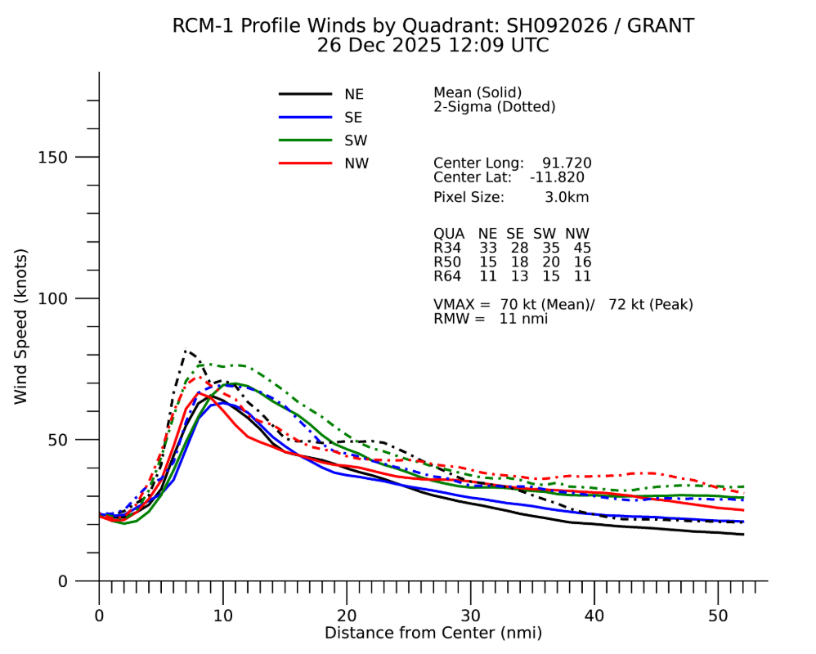 RCM-1 Profile Winds by Quadrant: SH092026 / GRANT
26 Dec 2025 12:09 UTC
NE
SE
SW
NW
Mean (Solid)
2-Sigma (Dotted)
Center Long: 91.720
Center Lat: -11.820
Pixel Size: 3.0km
QUA NE SE SW NW
R34 33 28 35 45
R50 15 18 20 16
R64 11 13 15 11
VMAX = 70 kt (Mean)/ 72 kt (Peak)
RMW = 11 nmi
Wind Speed (knots)
150
100
50
0
0 10 20 30 40 50
Distance from Center (nmi)